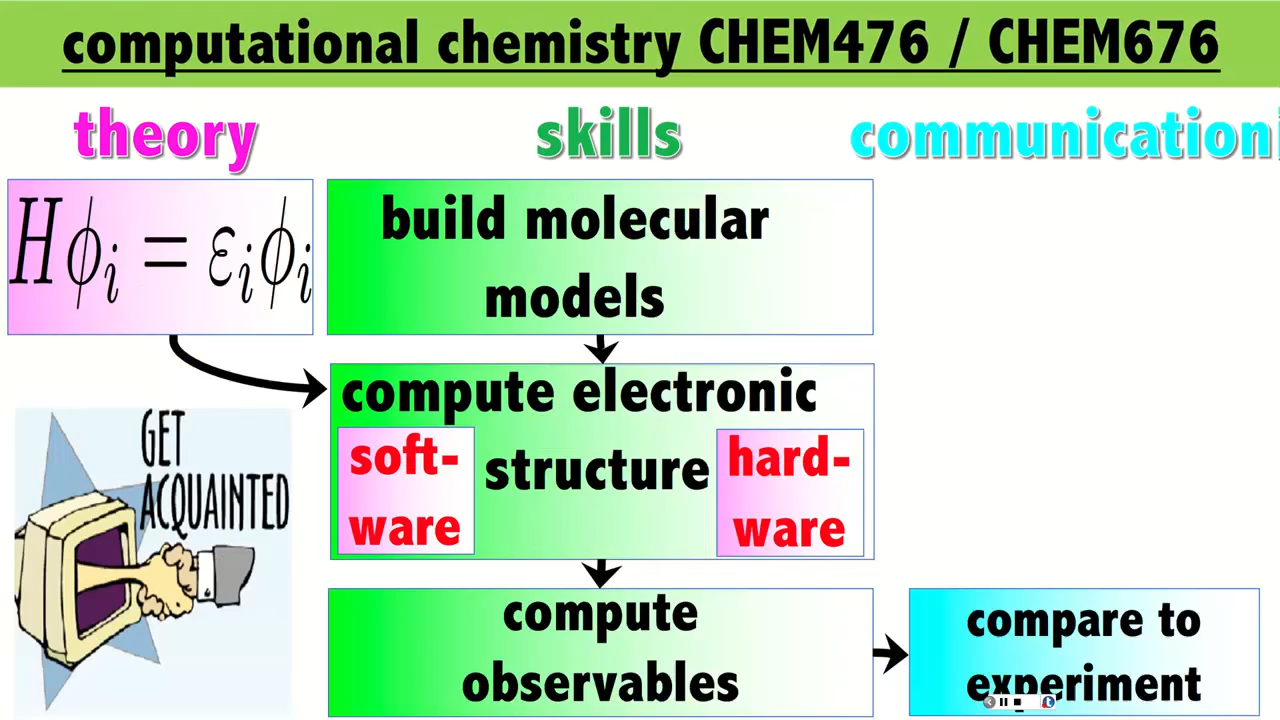 computational chemistry CHEM476 / CHEM676
theory
skills
communication
Hϕᵢ = εᵢϕᵢ
build molecular
models
compute electronic
structure
soft-
ware
hard-
ware
GET
ACQUAINTED
compute
observables
compare to
experiment